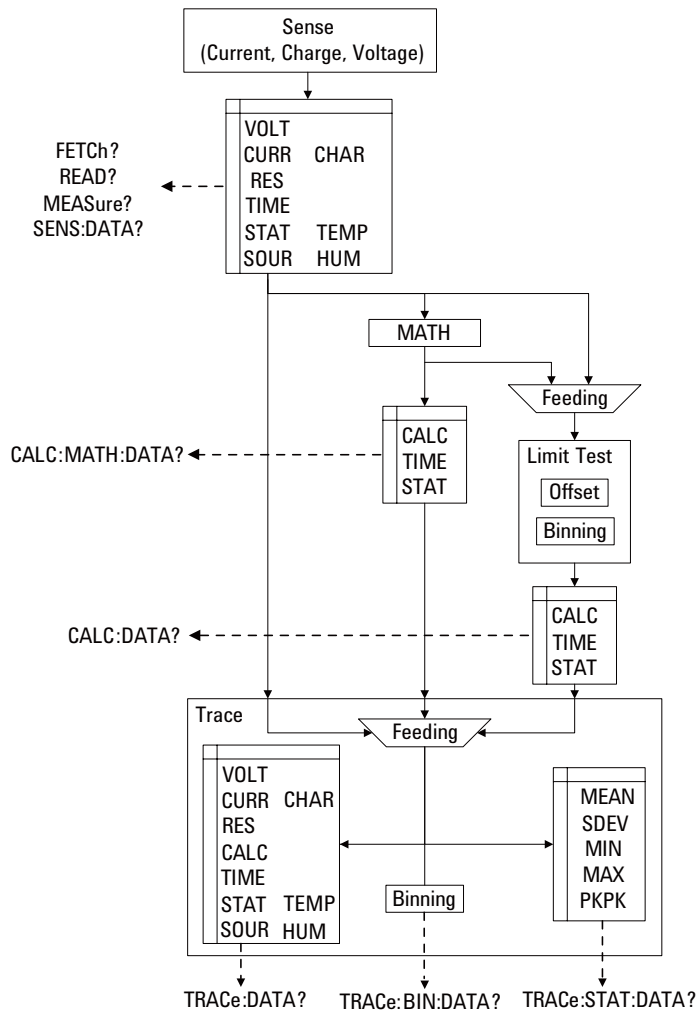 Sense
(Current, Charge, Voltage)
FETCh?
READ?
MEASure?
SENS:DATA?
VOLT
CURR CHAR
RES
TIME
STAT TEMP
SOUR HUM
MATH
Feeding
CALC:MATH:DATA?
CALC
TIME
STAT
Limit Test
Offset
Binning
CALC:DATA?
CALC
TIME
STAT
Trace
Feeding
VOLT
CURR CHAR
RES
CALC
TIME
STAT TEMP
SOUR HUM
Binning
MEAN
SDEV
MIN
MAX
PKPK
TRACe:DATA?
TRACe:BIN:DATA?
TRACe:STAT:DATA?